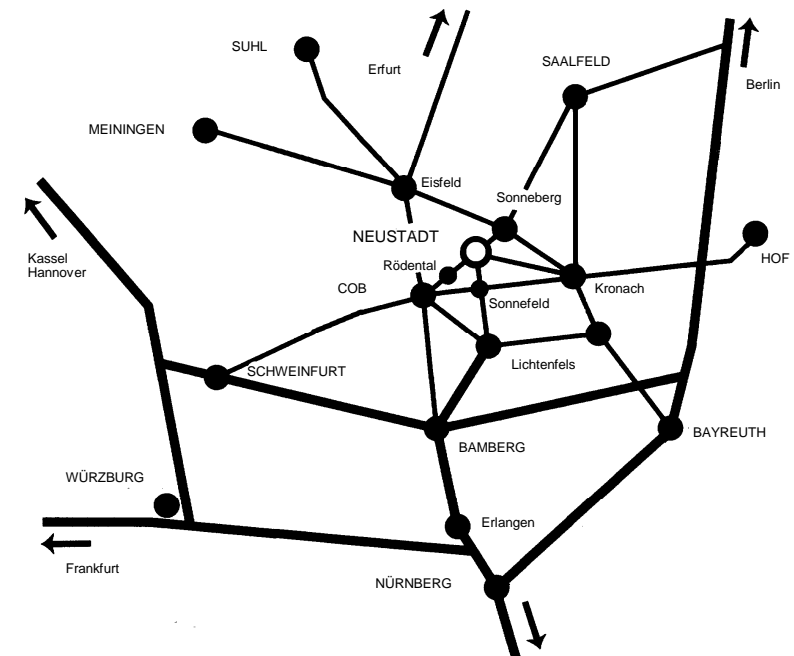 SUHL
Erfurt
SAALFELD
Berlin
MEININGEN
Eisfeld
Sonneberg
NEUSTADT
Kassel
Hannover
Rödental
HOF
COB
Kronach
Sonnefeld
Lichtenfels
SCHWEINFURT
BAYREUTH
BAMBERG
WÜRZBURG
Erlangen
Frankfurt
NÜRNBERG